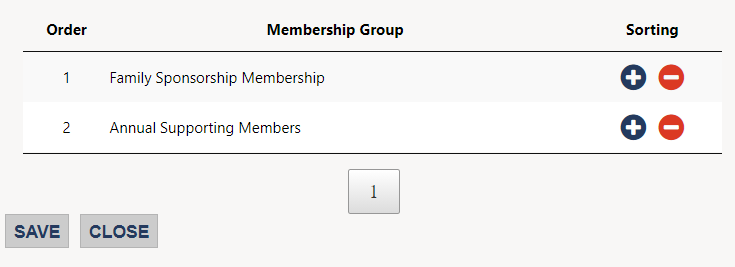 Order Membership Group Sorting
1 Family Sponsorship Membership
2 Annual Supporting Members
1
SAVE CLOSE